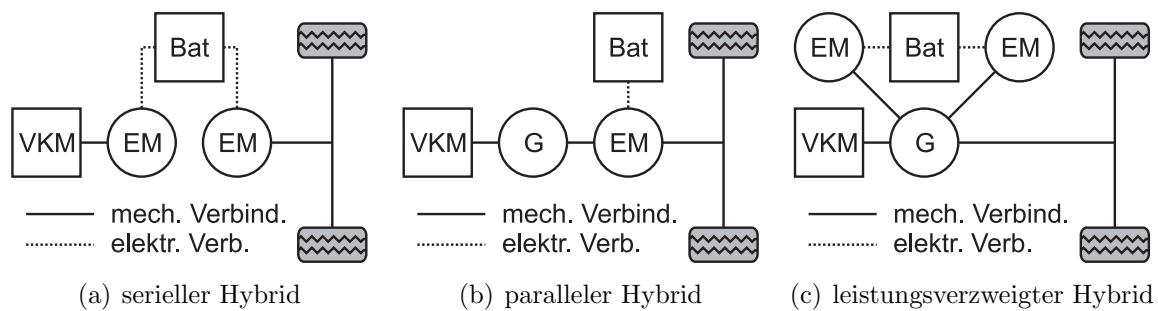 Bat
VKM EM EM
mech. Verbind.
elektr. Verb.
(a) serieller Hybrid
Bat
VKM G EM
mech. Verbind.
elektr. Verb.
(b) paralleler Hybrid
EM Bat EM
VKM G
mech. Verbind.
elektr. Verb.
(c) leistungsverzweigter Hybrid